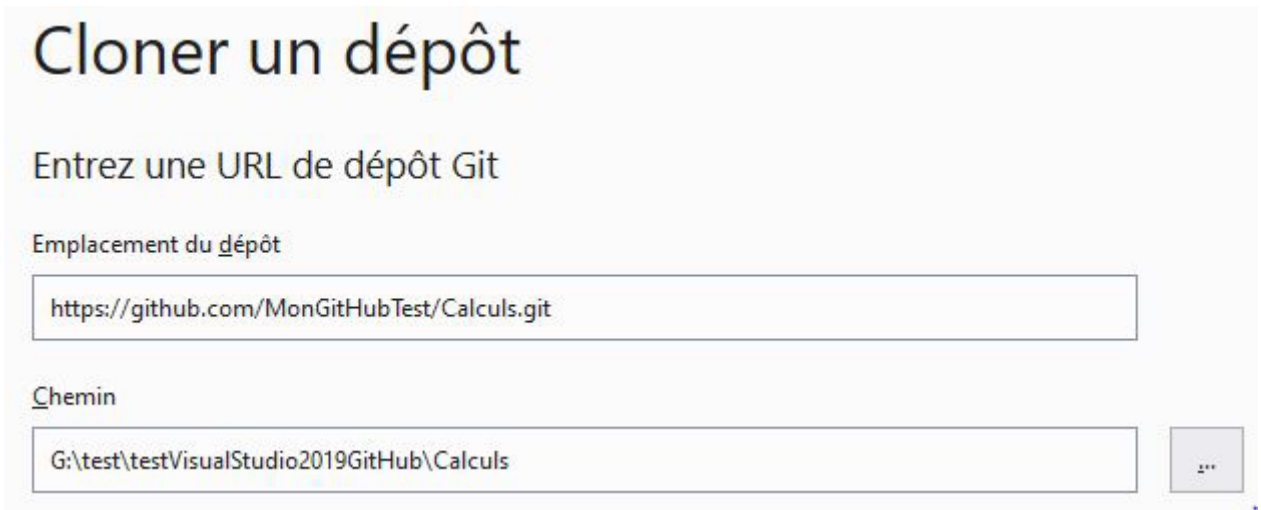 Cloner un dépôt
Entrez une URL de dépôt Git
Emplacement du dépôt
https://github.com/MonGitHubTest/Calculs.git
Chemin
G:\test\testVisualStudio2019GitHub\Calculs
...